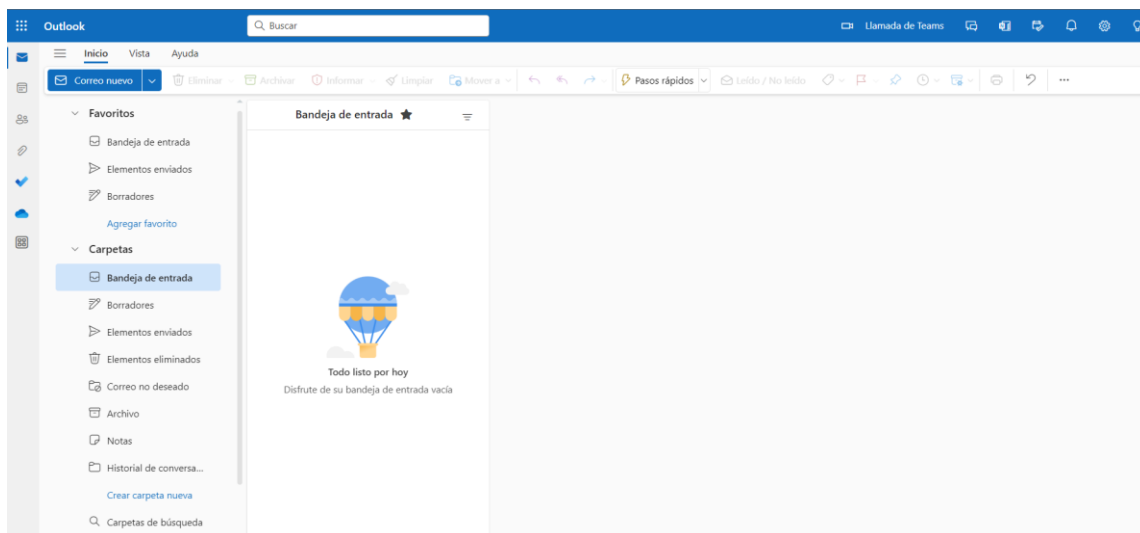 Outlook
Buscar
Llamada de Teams
Inicio Vista Ayuda
Correo nuevo Eliminar Archivar Informar Limpiar Mover a Pasos rápidos Leído / No leído
Favoritos
Bandeja de entrada
Elementos enviados
Borradores
Agregar favorito
Carpetas
Bandeja de entrada
Borradores
Elementos enviados
Elementos eliminados
Correo no deseado
Archivo
Notas
Historial de conversa...
Crear carpeta nueva
Carpetas de búsqueda
Bandeja de entrada
Todo listo por hoy
Disfrute de su bandeja de entrada vacía